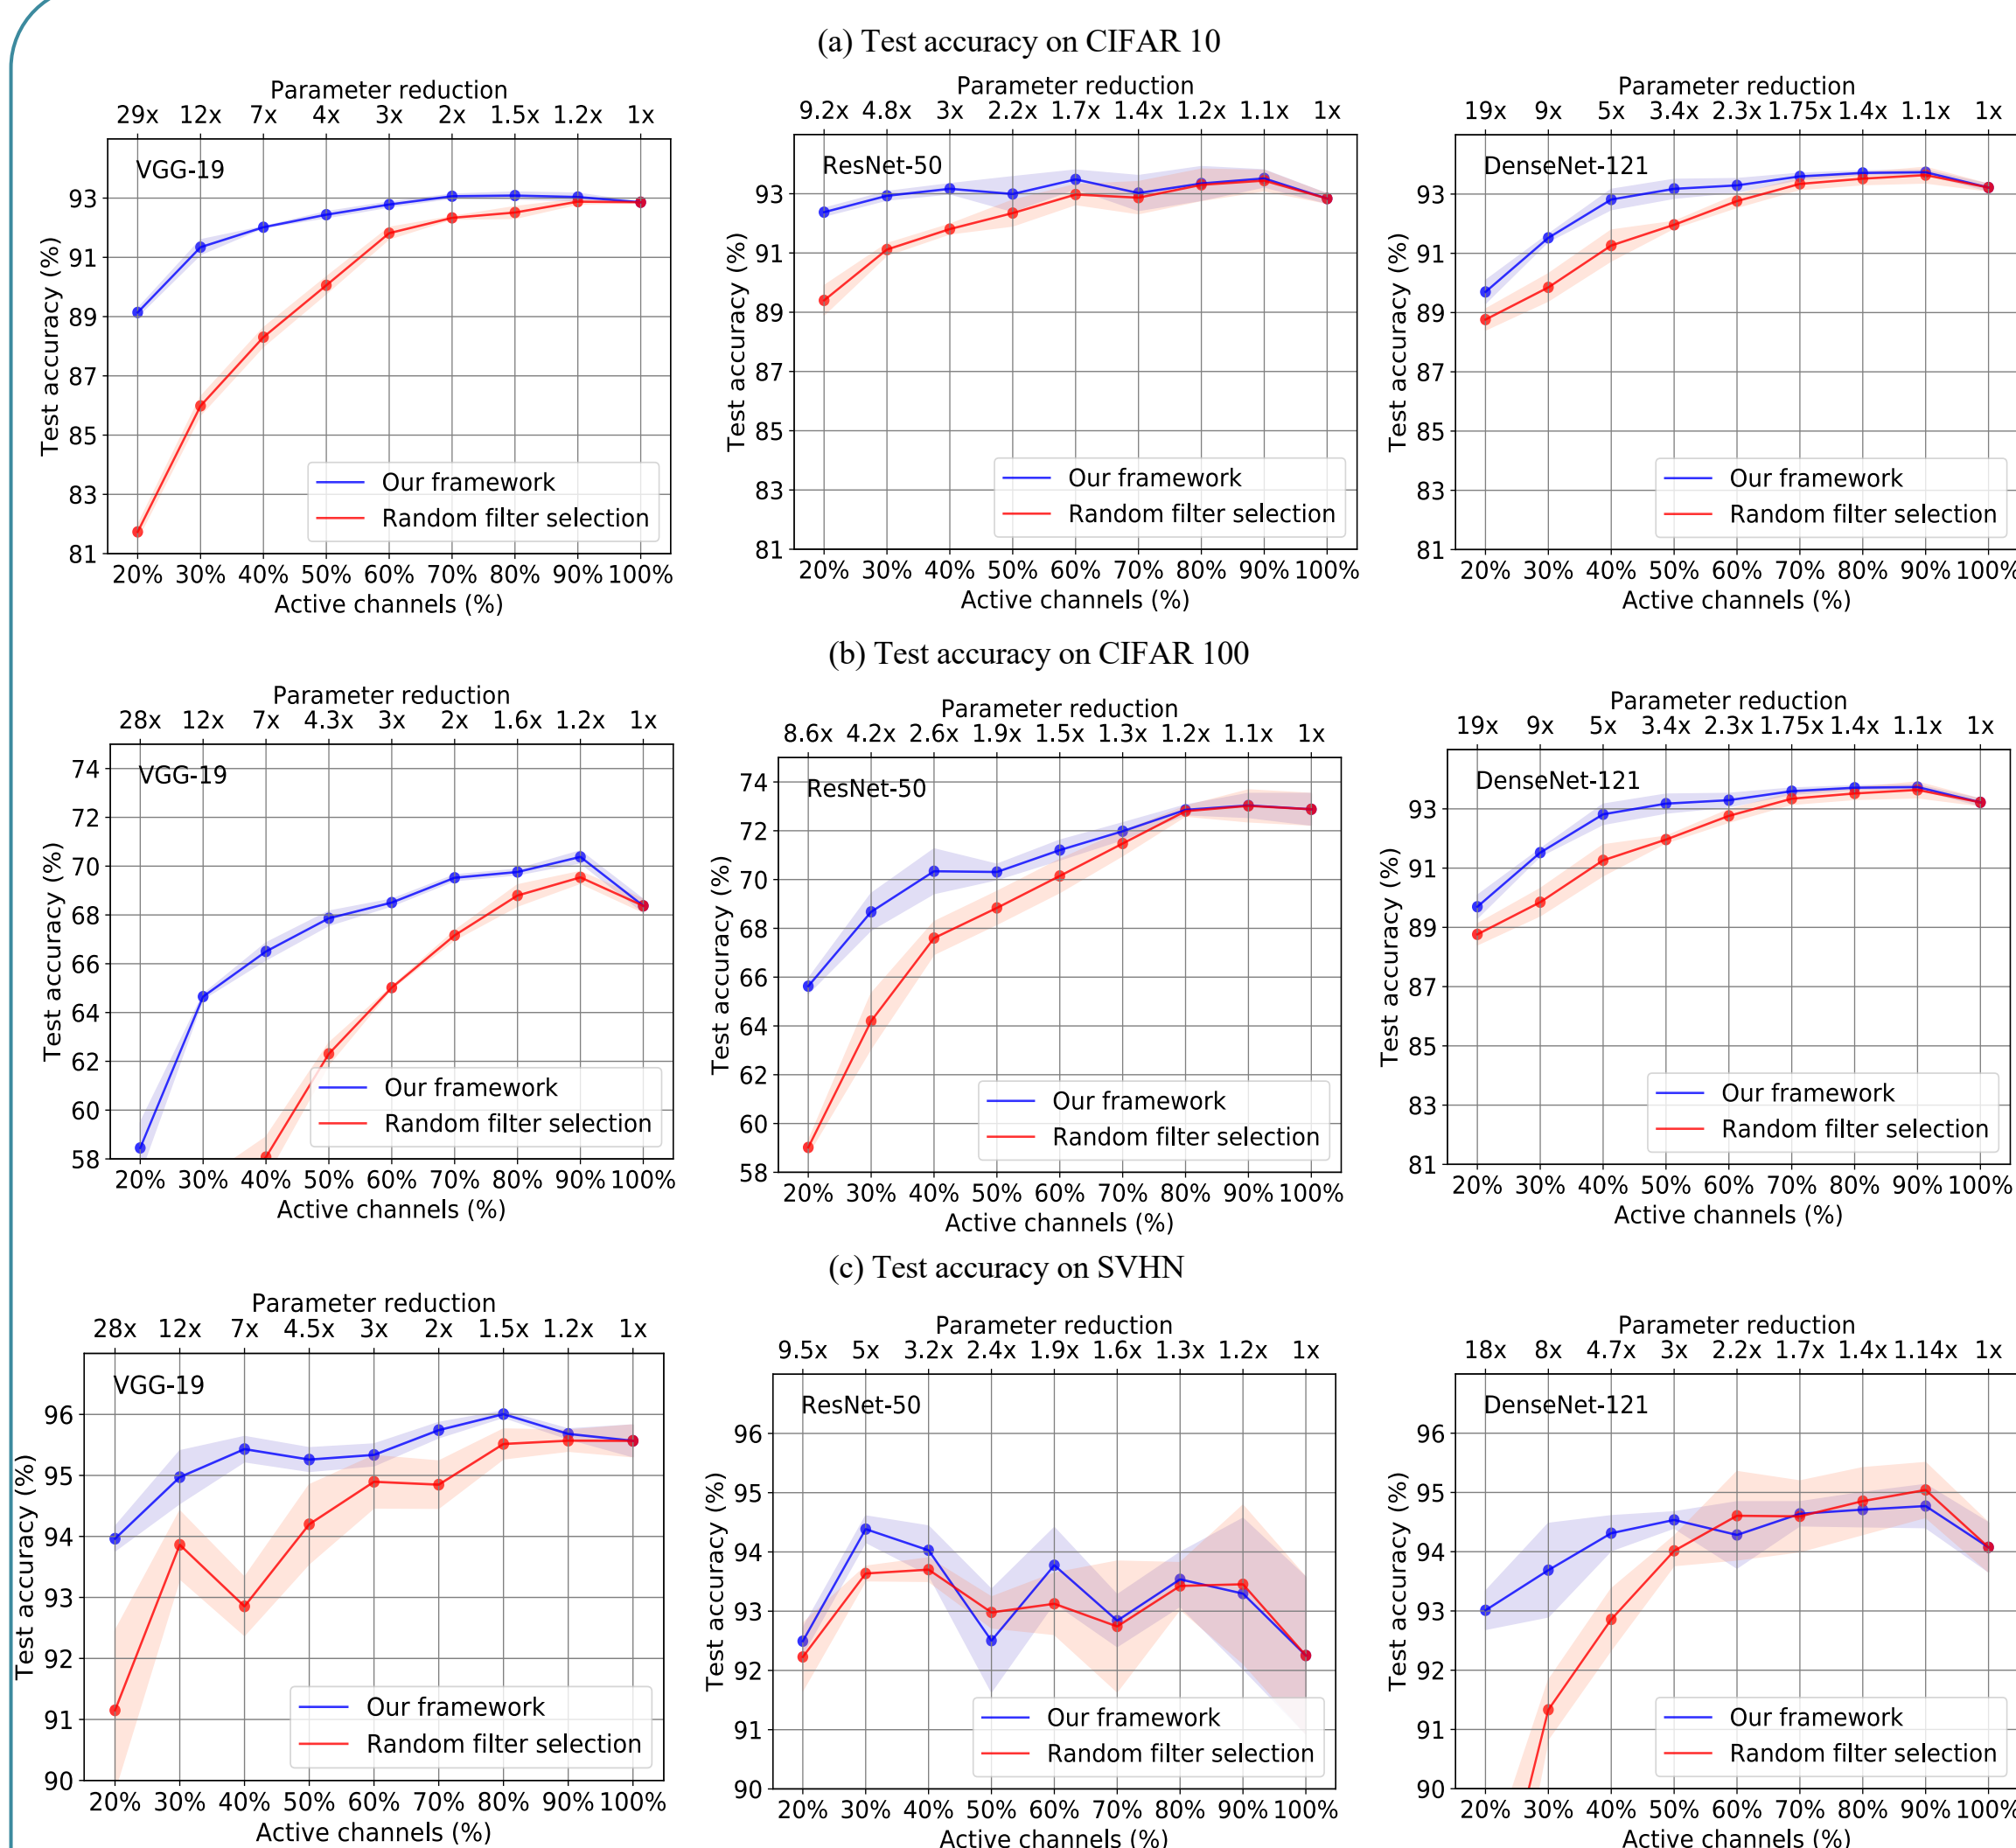 (a) Test accuracy on CIFAR 10
Parameter reduction
29x 12x 7x 4x 3x 2x 1.5x 1.2x 1x
VGG-19
93
91
89
87
85
83
81
Test accuracy (%)
Our framework
Random filter selection
20% 30% 40% 50% 60% 70% 80% 90% 100%
Active channels (%)
Parameter reduction
9.2x 4.8x 3x 2.2x 1.7x 1.4x 1.2x 1.1x 1x
ResNet-50
93
91
89
87
85
83
81
Test accuracy (%)
Our framework
Random filter selection
20% 30% 40% 50% 60% 70% 80% 90% 100%
Active channels (%)
Parameter reduction
19x 9x 5x 3.4x 2.3x 1.75x 1.4x 1.1x 1x
DenseNet-121
93
91
89
87
85
83
81
Test accuracy (%)
Our framework
Random filter selection
20% 30% 40% 50% 60% 70% 80% 90% 100%
Active channels (%)
(b) Test accuracy on CIFAR 100
Parameter reduction
28x 12x 7x 4.3x 3x 2x 1.6x 1.2x 1x
VGG-19
74
72
70
68
66
64
62
60
58
Test accuracy (%)
Our framework
Random filter selection
20% 30% 40% 50% 60% 70% 80% 90% 100%
Active channels (%)
Parameter reduction
8.6x 4.2x 2.6x 1.9x 1.5x 1.3x 1.2x 1.1x 1x
ResNet-50
74
72
70
68
66
64
62
60
58
Test accuracy (%)
Our framework
Random filter selection
20% 30% 40% 50% 60% 70% 80% 90% 100%
Active channels (%)
Parameter reduction
19x 9x 5x 3.4x 2.3x 1.75x 1.4x 1.1x 1x
DenseNet-121
93
91
89
87
85
83
81
Test accuracy (%)
Our framework
Random filter selection
20% 30% 40% 50% 60% 70% 80% 90% 100%
Active channels (%)
(c) Test accuracy on SVHN
Parameter reduction
28x 12x 7x 4.5x 3x 2x 1.5x 1.2x 1x
VGG-19
96
95
94
93
92
91
90
Test accuracy (%)
Our framework
Random filter selection
20% 30% 40% 50% 60% 70% 80% 90% 100%
Active channels (%)
Parameter reduction
9.5x 5x 3.2x 2.4x 1.9x 1.6x 1.3x 1.2x 1x
ResNet-50
96
95
94
93
92
91
90
Test accuracy (%)
Our framework
Random filter selection
20% 30% 40% 50% 60% 70% 80% 90% 100%
Active channels (%)
Parameter reduction
18x 8x 4.7x 3x 2.2x 1.7x 1.4x 1.14x 1x
DenseNet-121
96
95
94
93
92
91
90
Test accuracy (%)
Our framework
Random filter selection
20% 30% 40% 50% 60% 70% 80% 90% 100%
Active channels (%)